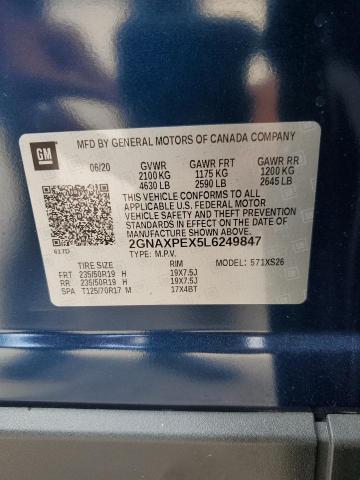 MFD BY GENERAL MOTORS OF CANADA COMPANY
GM
06/20 GVWR GAWR FRT GAWR RR
2100 KG 1175 KG 1200 KG
4630 LB 2590 LB 2645 LB
THIS VEHICLE CONFORMS TO ALL APPLICABLE
U.S. FEDERAL MOTOR
VEHICLE SAFETY, BUMPER, AND THEFT PREVENTION
STANDARDS IN EFFECT ON THE DATE OF
MANUFACTURE SHOWN ABOVE.
2GNAXPEX5L6249847
617D TYPE: M.P.V. MODEL: 571XS26
TIRE SIZE RIM
FRT 235/50R19 H 19X7.5J
RR: 235/50R19 H 19X7.5J
SPA T125/70R17 M 17X4BT